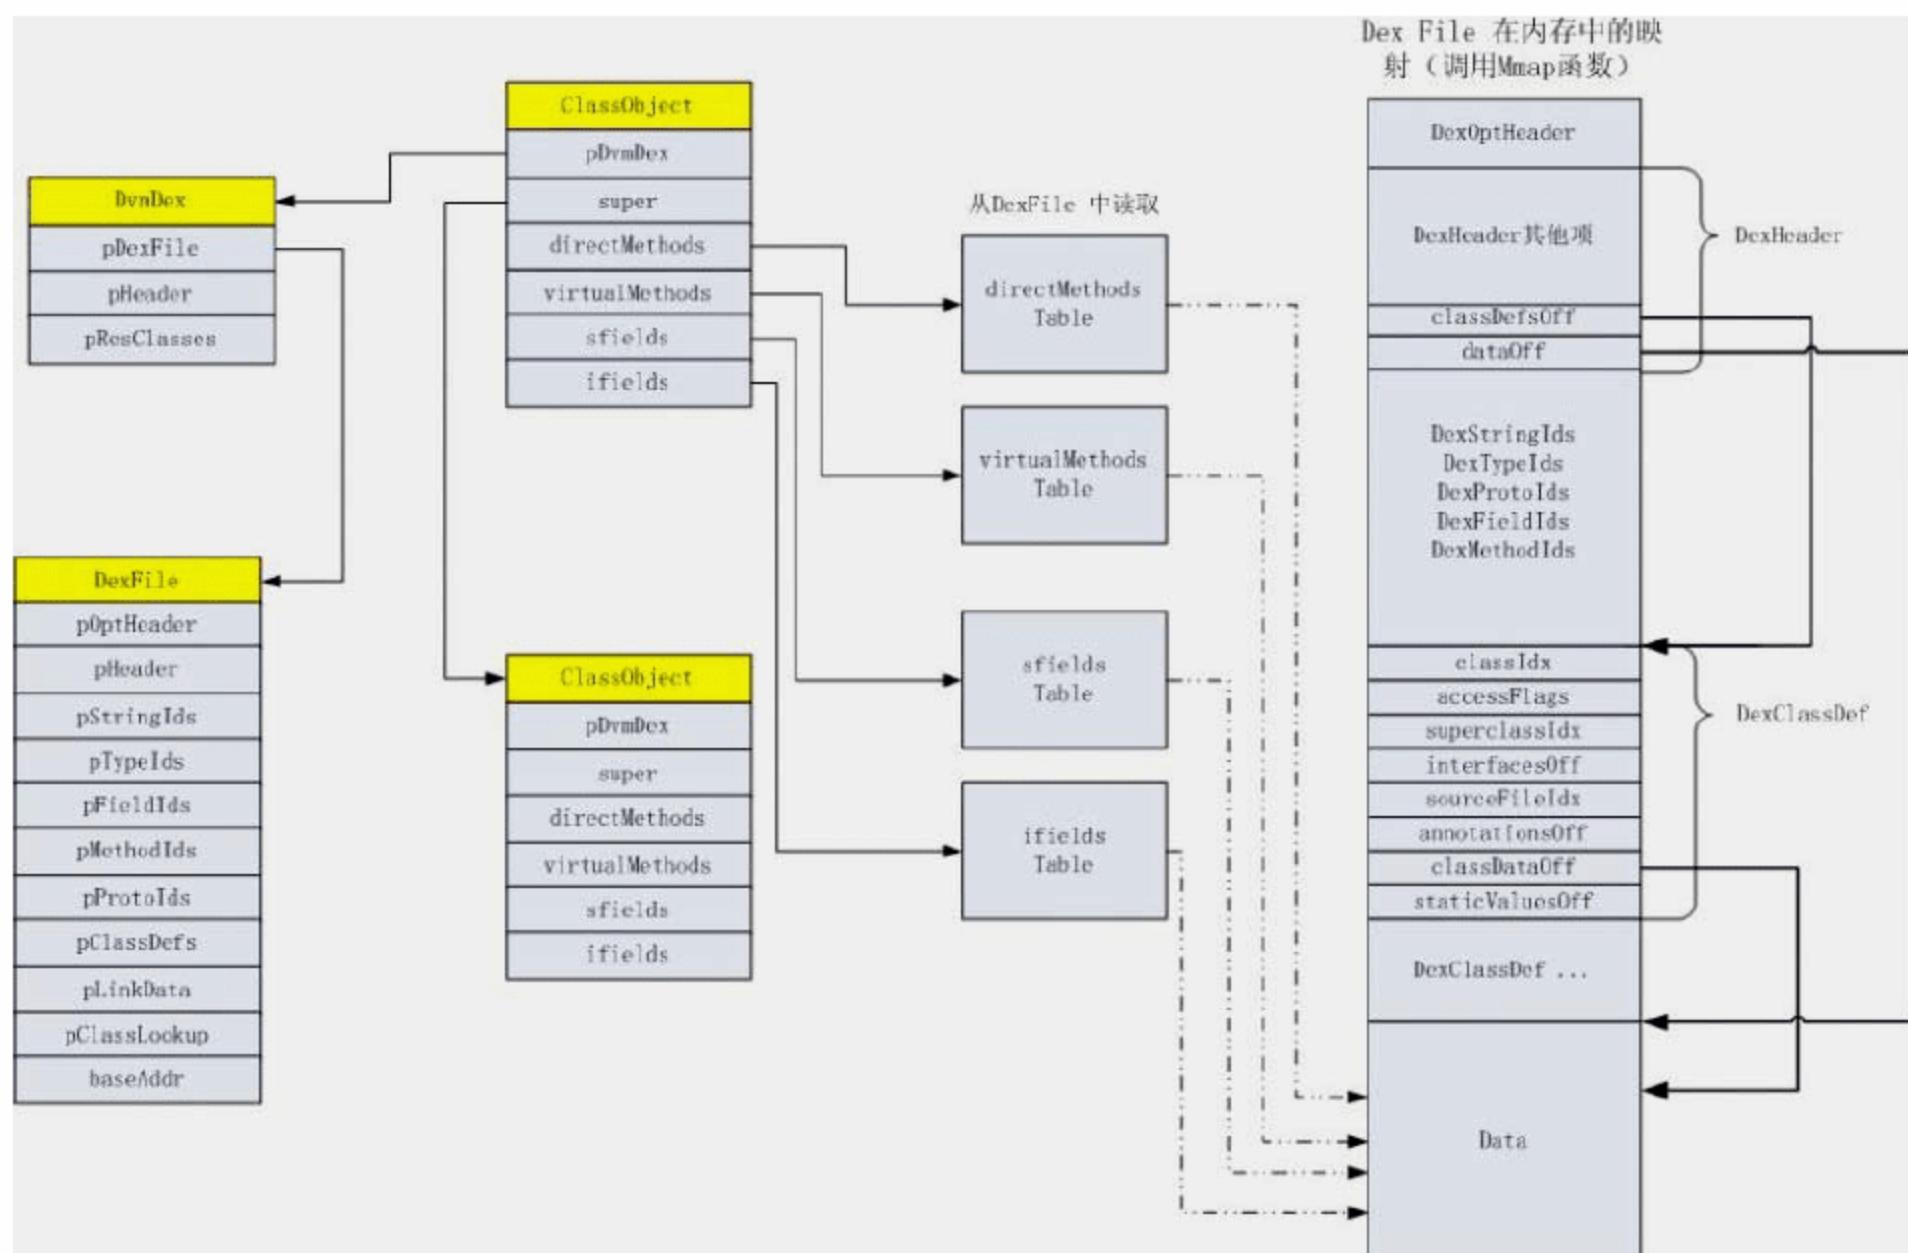 Dex File 在内存中的映
射（调用Mmap函数）
ClassObject
pDvmDex
super
directMethods
virtualMethods
sfields
ifields
DvmDex
pDexFile
pHeader
pResClasses
DexFile
pOptHeader
pHeader
pStringIds
pTypeIds
pFieldIds
pMethodIds
pProtoIds
pClassDefs
pLinkData
pClassLookup
baseAddr
ClassObject
pDvmDex
super
directMethods
virtualMethods
sfields
ifields
从DexFile 中读取
directMethods
Table
virtualMethods
Table
sfields
Table
ifields
Table
DexOptHeader
DexHeader其他项
classDefsOff
dataOff
DexHeader
DexStringIds
DexTypeIds
DexProtoIds
DexFieldIds
DexMethodIds
classIdx
accessFlags
superclassIdx
interfacesOff
sourceFileIdx
annotationsOff
classDataOff
staticValuesOff
DexClassDef
DexClassDef ...
Data